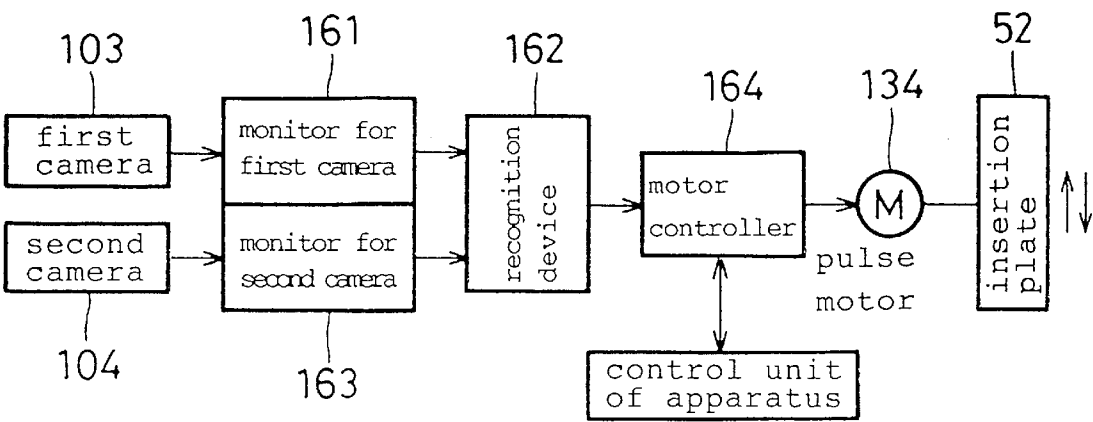 103
161
162
164
134
52
first
camera
monitor for
first camera
second
camera
monitor for
second camera
recognition
device
motor
controller
M
pulse
motor
insertion
plate
104
163
control unit
of apparatus